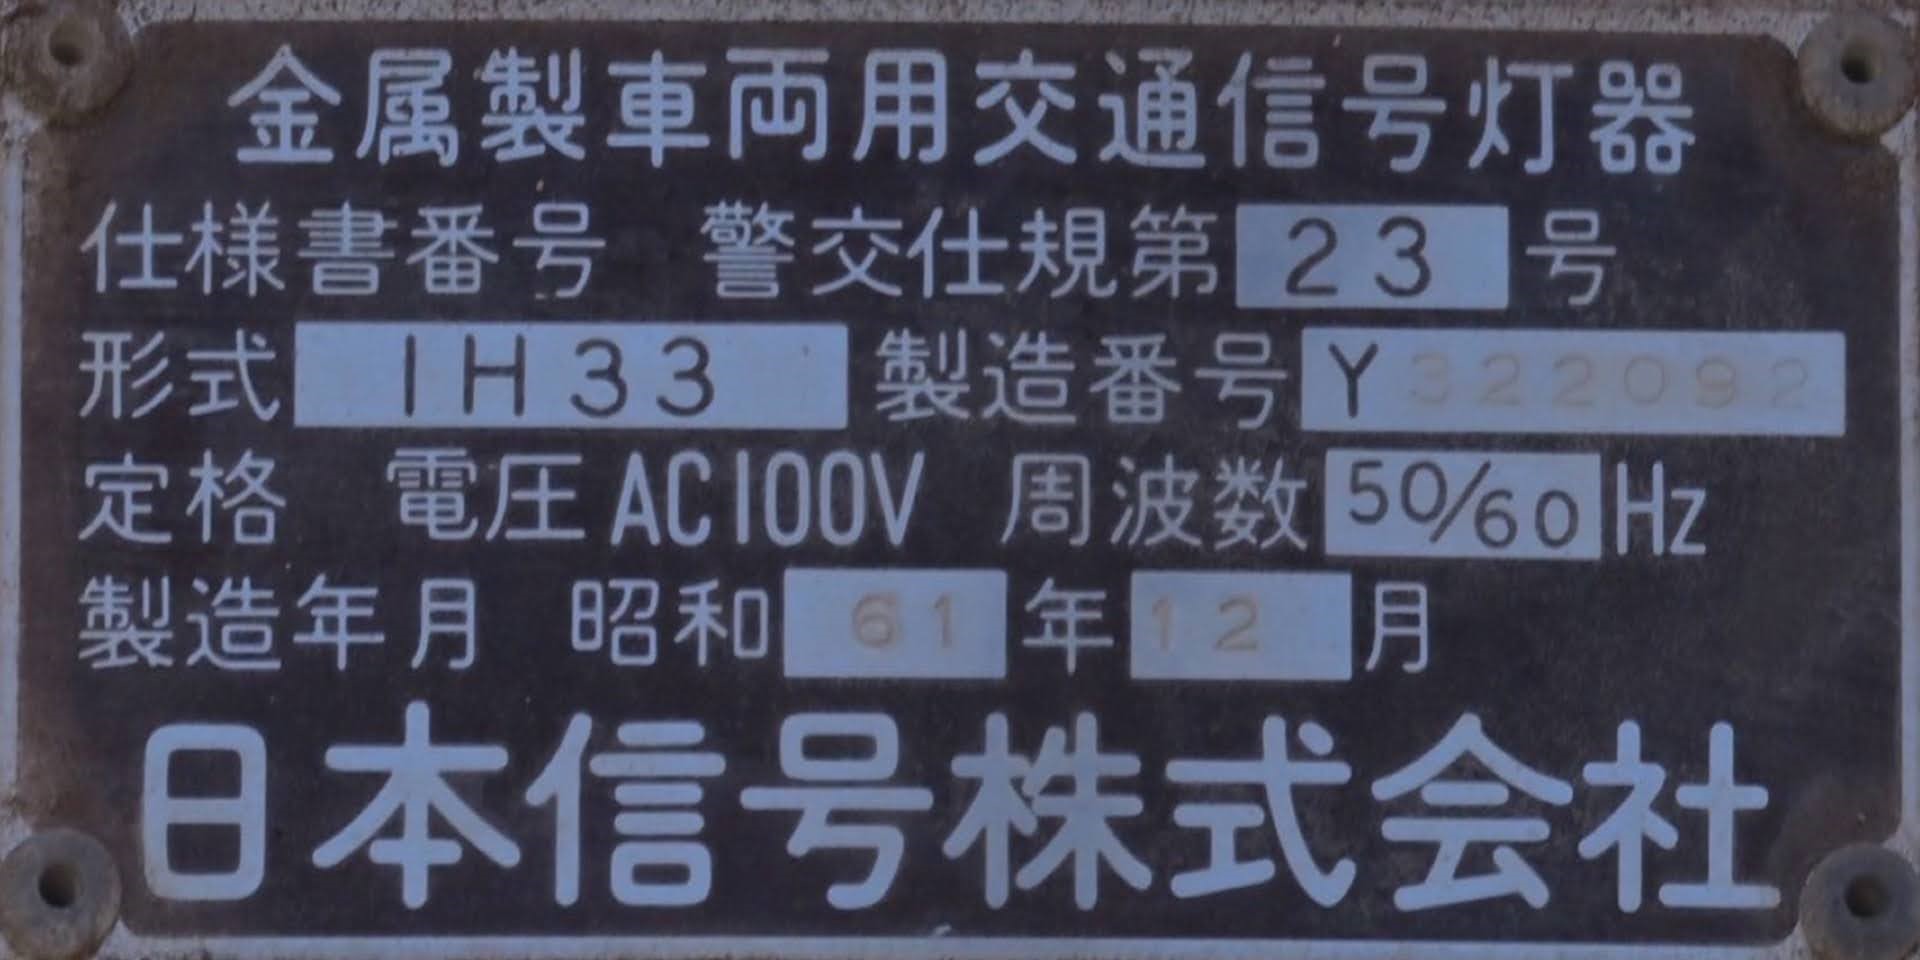 金属製車両用交通信号灯器
仕様書番号 警交仕規第 23 号
形式 1H33 製造番号 Y322092
定格 電圧 AC100V 周波数 50/60 Hz
製造年月 昭和 61 年 12 月
日本信号株式会社